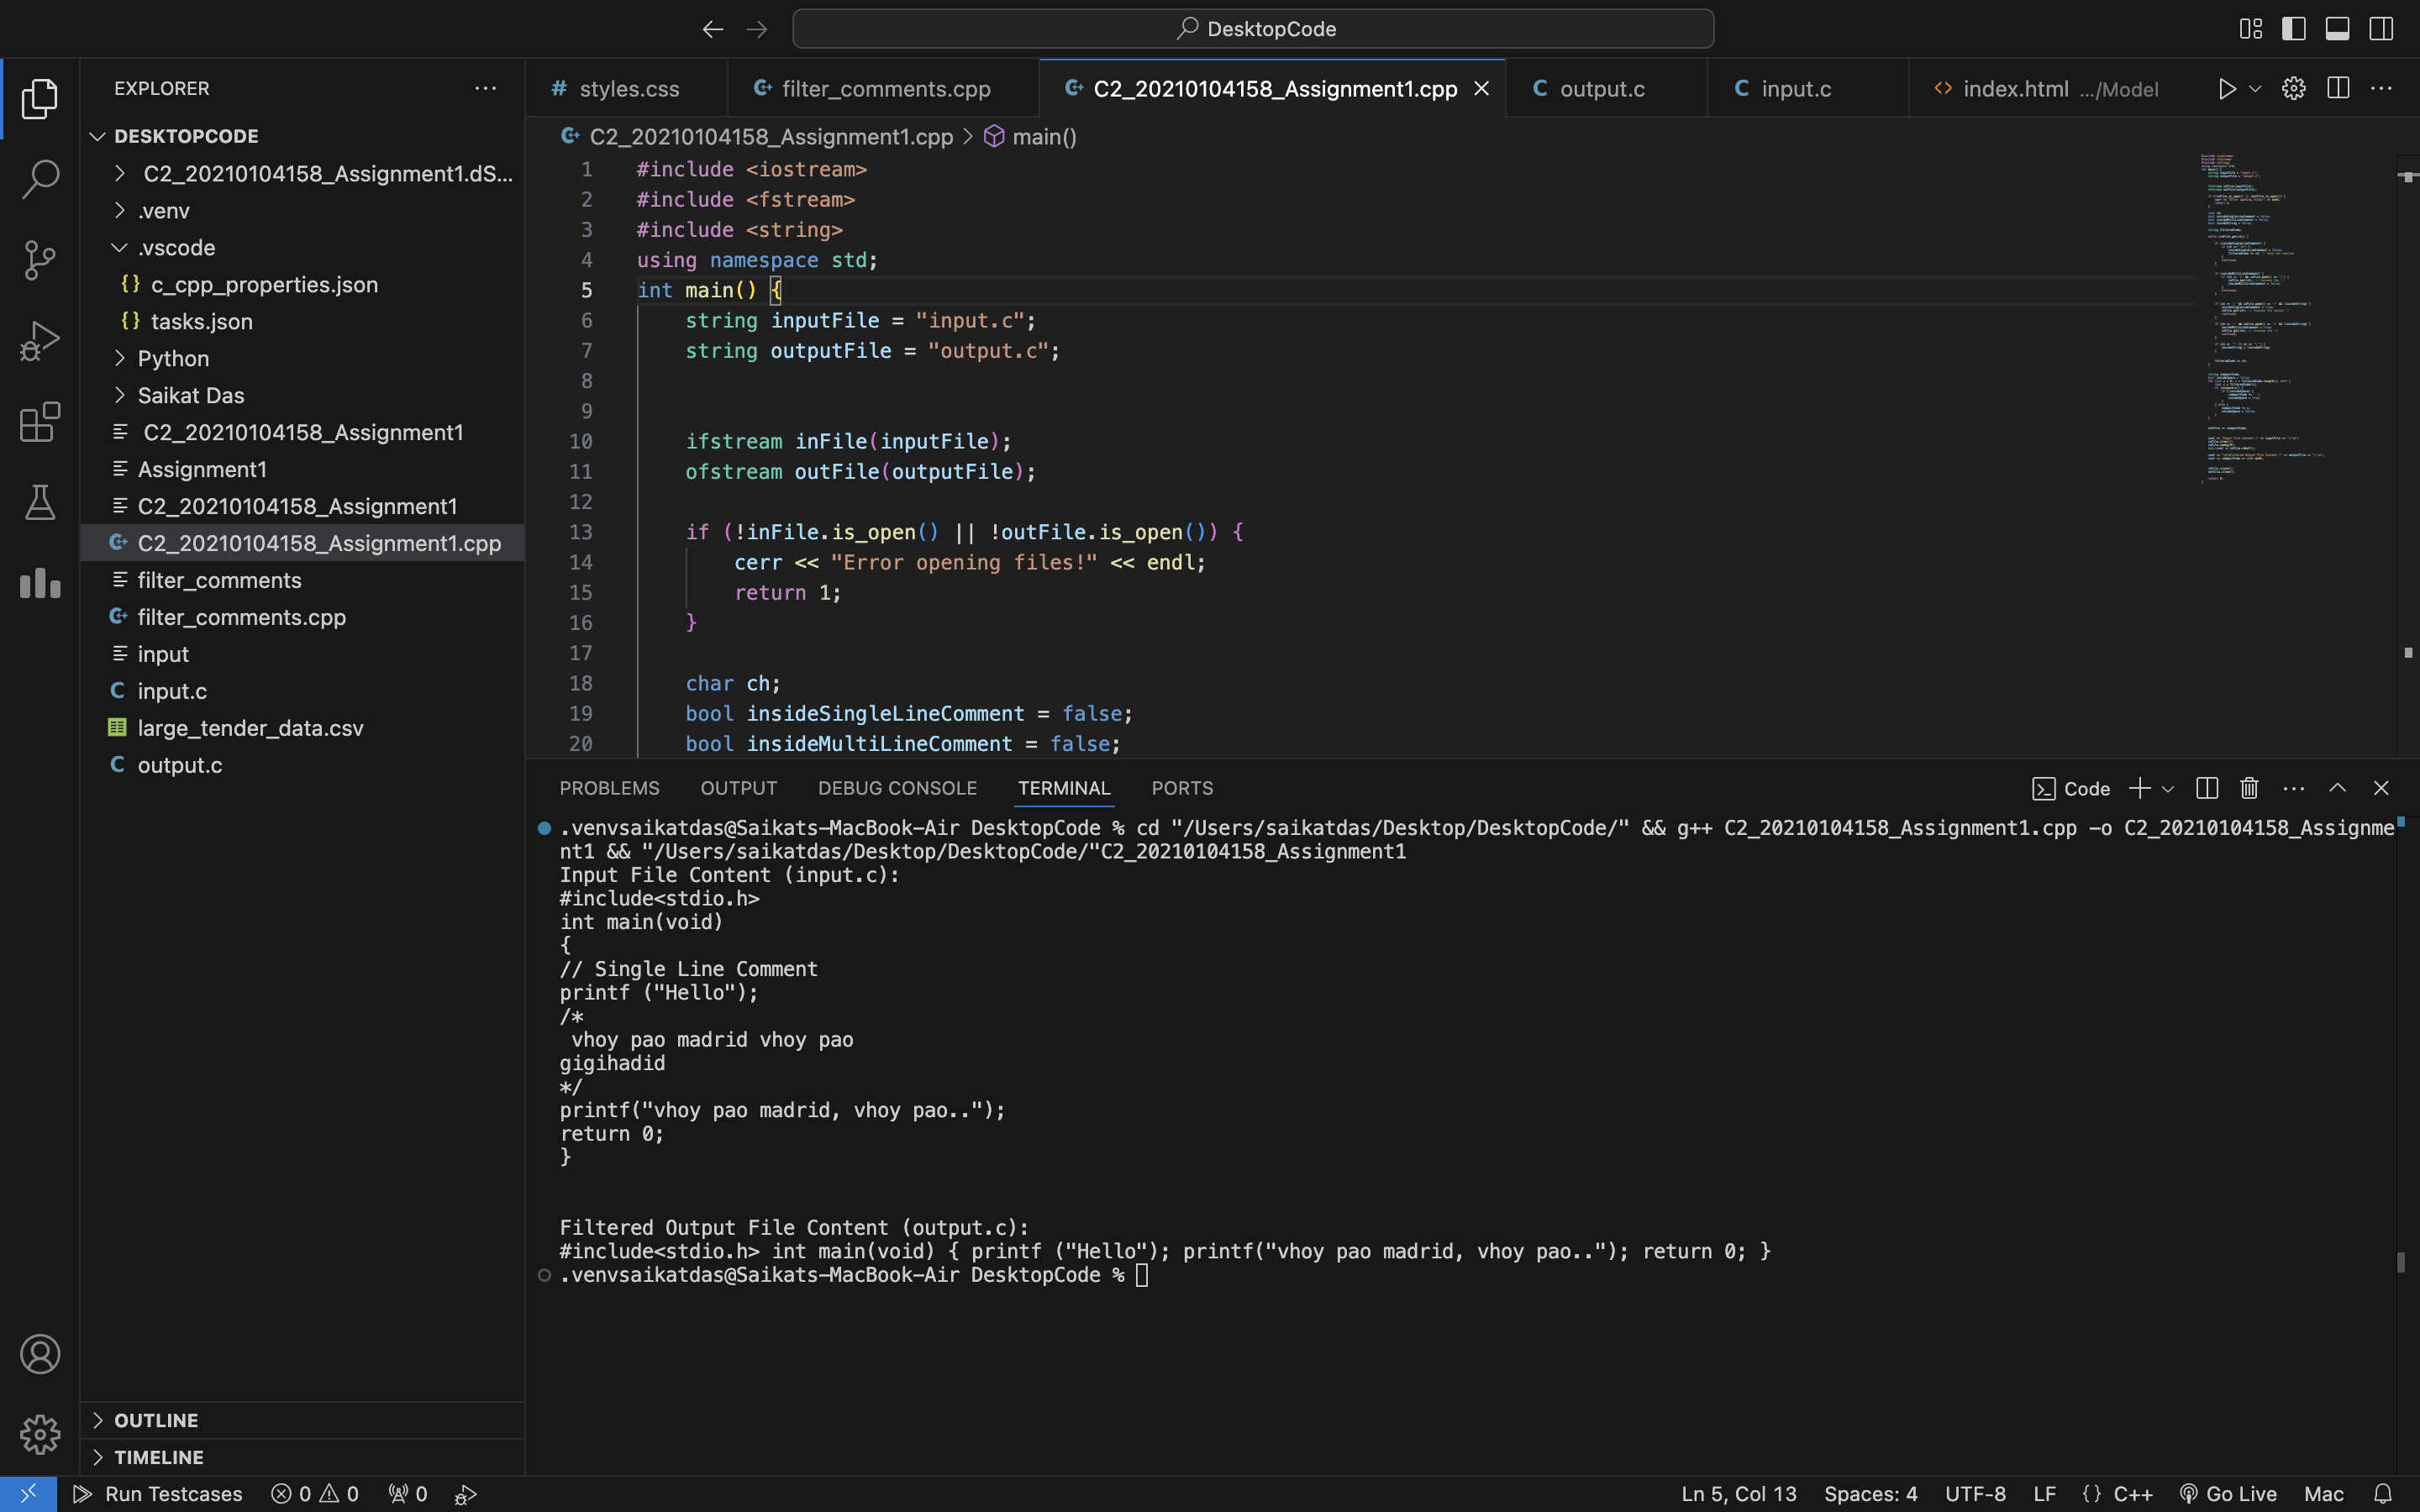 DesktopCode
EXPLORER
DESKTOPCODE
C2_20210104158_Assignment1.dS...
.venv
.vscode
{} c_cpp_properties.json
{} tasks.json
Python
Saikat Das
C2_20210104158_Assignment1
Assignment1
C2_20210104158_Assignment1
C2_20210104158_Assignment1.cpp
filter_comments
filter_comments.cpp
input
C input.c
large_tender_data.csv
C output.c
OUTLINE
TIMELINE
# styles.css
filter_comments.cpp
C2_20210104158_Assignment1.cpp
C output.c
C input.c
<> index.html .../Model
C2_20210104158_Assignment1.cpp > main()
1 #include <iostream>
2 #include <fstream>
3 #include <string>
4 using namespace std;
5 int main() {
6 string inputFile = "input.c";
7 string outputFile = "output.c";
8
9
10 ifstream inFile(inputFile);
11 ofstream outFile(outputFile);
12
13 if (!inFile.is_open() || !outFile.is_open()) {
14 cerr << "Error opening files!" << endl;
15 return 1;
16 }
17
18 char ch;
19 bool insideSingleLineComment = false;
20 bool insideMultiLineComment = false;
PROBLEMS OUTPUT DEBUG CONSOLE TERMINAL PORTS
Code
.venvsaikatdas@Saikats-MacBook-Air DesktopCode % cd "/Users/saikatdas/Desktop/DesktopCode/" && g++ C2_20210104158_Assignment1.cpp -o C2_20210104158_Assignme
nt1 && "/Users/saikatdas/Desktop/DesktopCode/"C2_20210104158_Assignment1
Input File Content (input.c):
#include<stdio.h>
int main(void)
{
// Single Line Comment
printf ("Hello");
/*
vhoy pao madrid vhoy pao
gigihadid
*/
printf("vhoy pao madrid, vhoy pao..");
return 0;
}
Filtered Output File Content (output.c):
#include<stdio.h> int main(void) { printf ("Hello"); printf("vhoy pao madrid, vhoy pao.."); return 0; }
.venvsaikatdas@Saikats-MacBook-Air DesktopCode %
Run Testcases 0 0 0
Ln 5, Col 13 Spaces: 4 UTF-8 LF {} C++ Go Live Mac